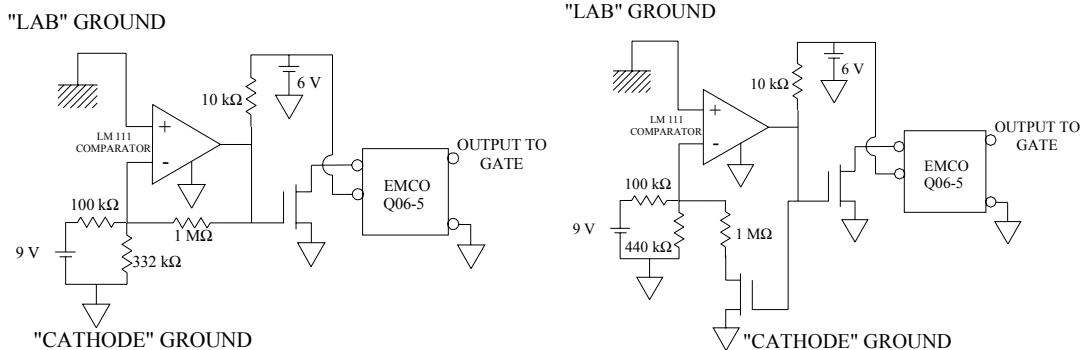 "LAB" GROUND
6 V
10 kΩ
+
LM 111
COMPARATOR
-
OUTPUT TO
GATE
EMCO
Q06-5
100 kΩ
1 MΩ
9 V
332 kΩ
"CATHODE" GROUND
"LAB" GROUND
6 V
10 kΩ
+
LM 111
COMPARATOR
-
OUTPUT TO
GATE
EMCO
Q06-5
100 kΩ
9 V
440 kΩ
1 MΩ
"CATHODE" GROUND